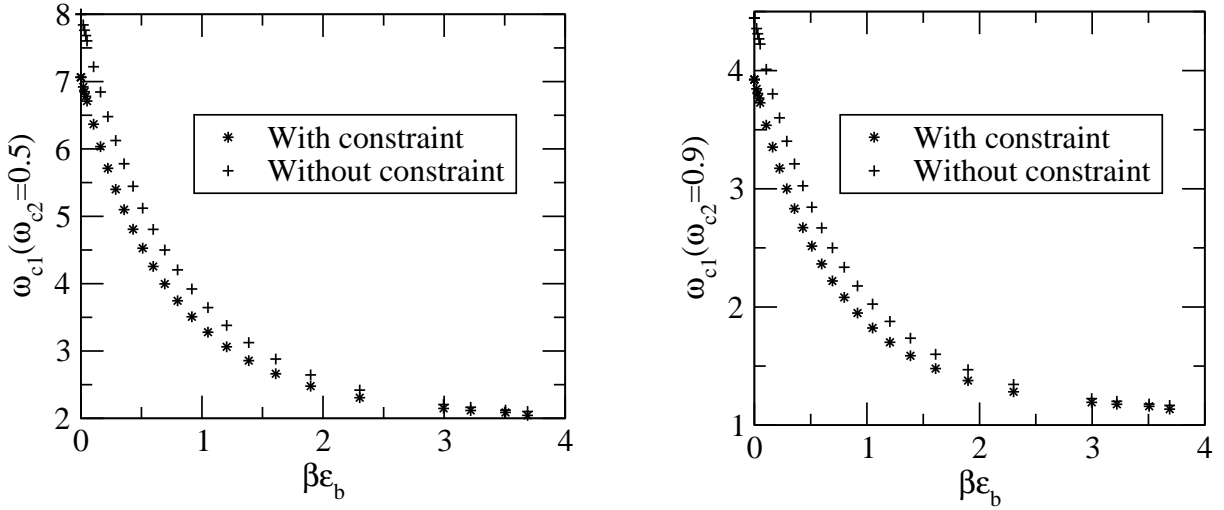 8
7
6
5
4
3
2
0
1
2
3
4
βε_b
ω_c1(ω_c2=0.5)
With constraint
Without constraint
4
3
2
1
0
1
2
3
4
βε_b
ω_c1(ω_c2=0.9)
With constraint
Without constraint